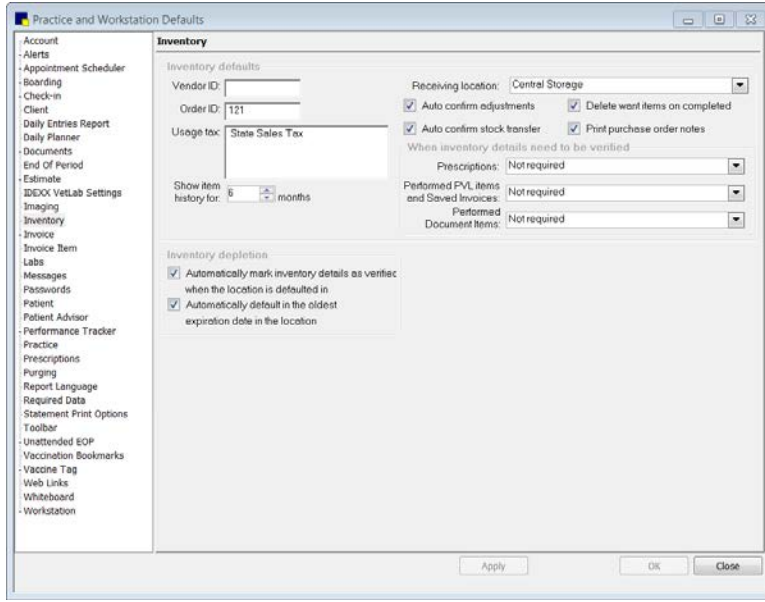 Practice and Workstation Defaults
Account
Alerts
Appointment Scheduler
Boarding
Check-in
Client
Daily Entries Report
Daily Planner
Documents
End Of Period
Estimate
IDEXX VetLab Settings
Imaging
Inventory
Invoice
Invoice Item
Labs
Messages
Passwords
Patient
Patient Advisor
Performance Tracker
Practice
Prescriptions
Purging
Report Language
Required Data
Statement Print Options
Toolbar
Unattended EOP
Vaccination Bookmarks
Vaccine Tag
Web Links
Whiteboard
Workstation
Inventory
Inventory defaults
Vendor ID:
Order ID: 121
Usage tax: State Sales Tax
Show item
history for: 6 months
Receiving location: Central Storage
Auto confirm adjustments Delete want items on completed
Auto confirm stock transfer Print purchase order notes
When inventory details need to be verified
Prescriptions: Not required
Performed PVL items
and Saved Invoices: Not required
Performed
Document Items: Not required
Inventory depletion
Automatically mark inventory details as verified
when the location is defaulted in
Automatically default in the oldest
expiration date in the location
Apply OK Close